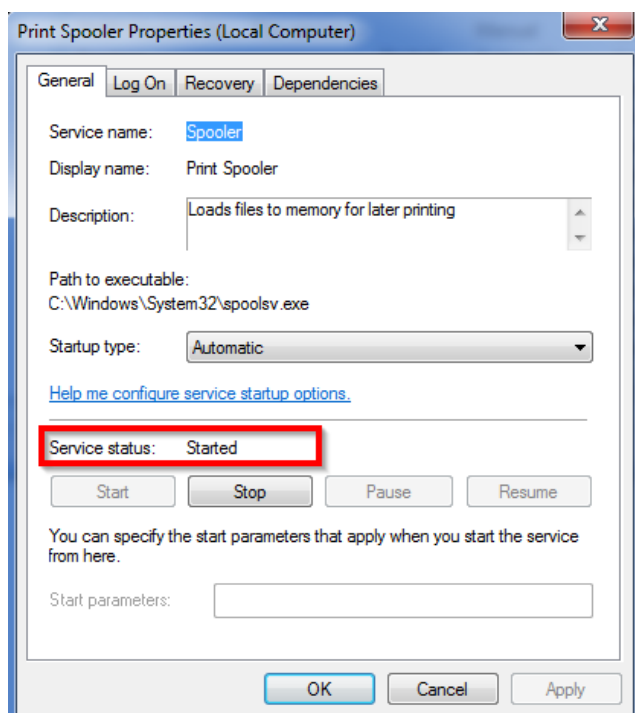 Print Spooler Properties (Local Computer)
General Log On Recovery Dependencies
Service name: Spooler
Display name: Print Spooler
Description: Loads files to memory for later printing
Path to executable:
C:\Windows\System32\spoolsv.exe
Startup type: Automatic
Help me configure service startup options.
Service status: Started
Start Stop Pause Resume
You can specify the start parameters that apply when you start the service
from here.
Start parameters:
OK Cancel Apply